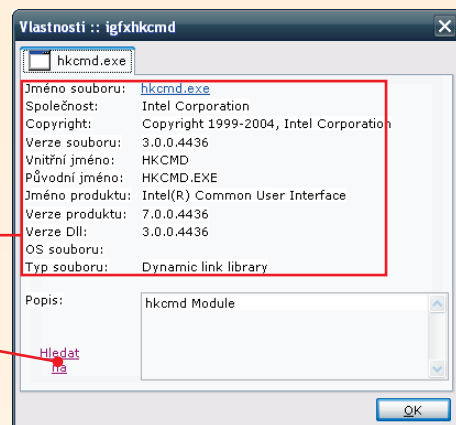 Vlastnosti :: igfxhkcmd
hkcmd.exe
Jméno souboru: hkcmd.exe
Společnost: Intel Corporation
Copyright: Copyright 1999-2004, Intel Corporation
Verze souboru: 3.0.0.4436
Vnitřní jméno: HKCMD
Původní jméno: HKCMD.EXE
Jméno produktu: Intel(R) Common User Interface
Verze produktu: 7.0.0.4436
Verze Dll: 3.0.0.4436
OS souboru:
Typ souboru: Dynamic link library
Popis: hkcmd Module
Hledat
na
OK